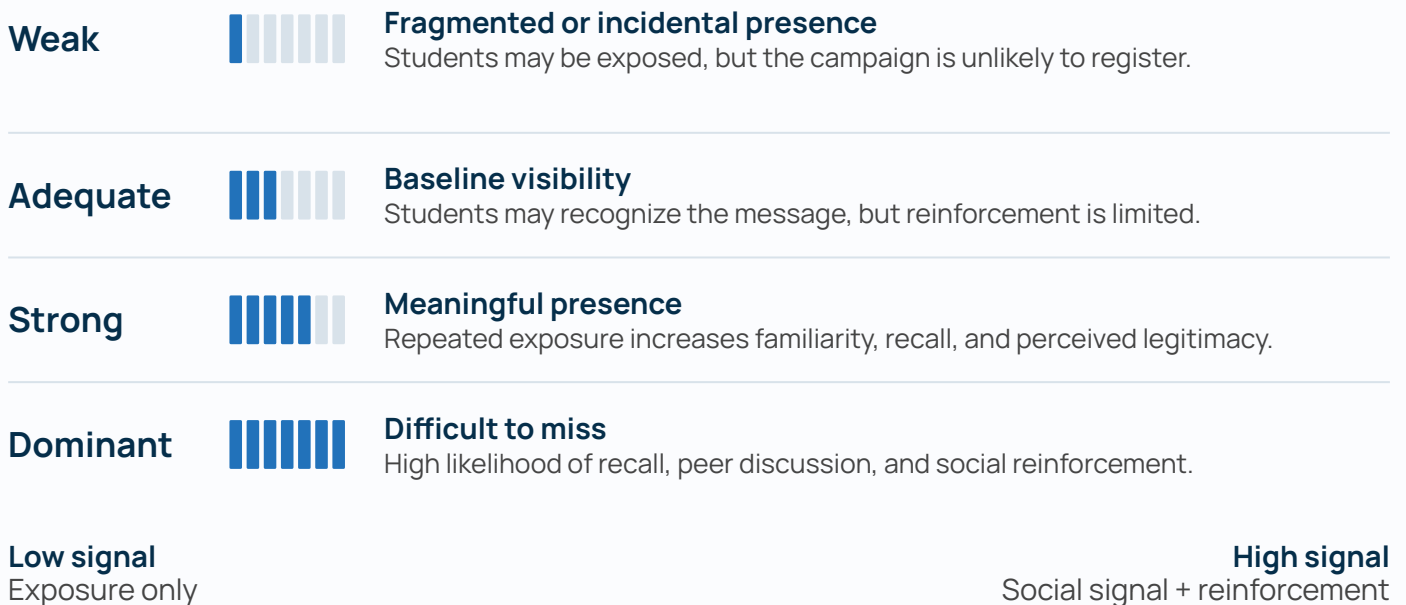 Weak
Fragmented or incidental presence
Students may be exposed, but the campaign is unlikely to register.
Adequate
Baseline visibility
Students may recognize the message, but reinforcement is limited.
Strong
Meaningful presence
Repeated exposure increases familiarity, recall, and perceived legitimacy.
Dominant
Difficult to miss
High likelihood of recall, peer discussion, and social reinforcement.
Low signal
Exposure only
High signal
Social signal + reinforcement